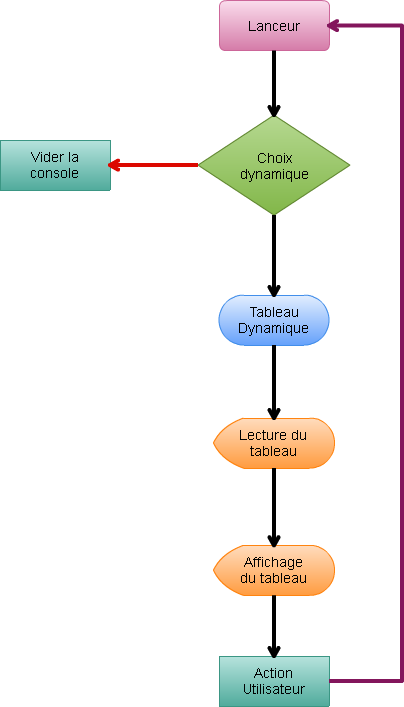 Lanceur
Choix
dynamique
Vider la
console
Tableau
Dynamique
Lecture du
tableau
Affichage
du tableau
Action
Utilisateur